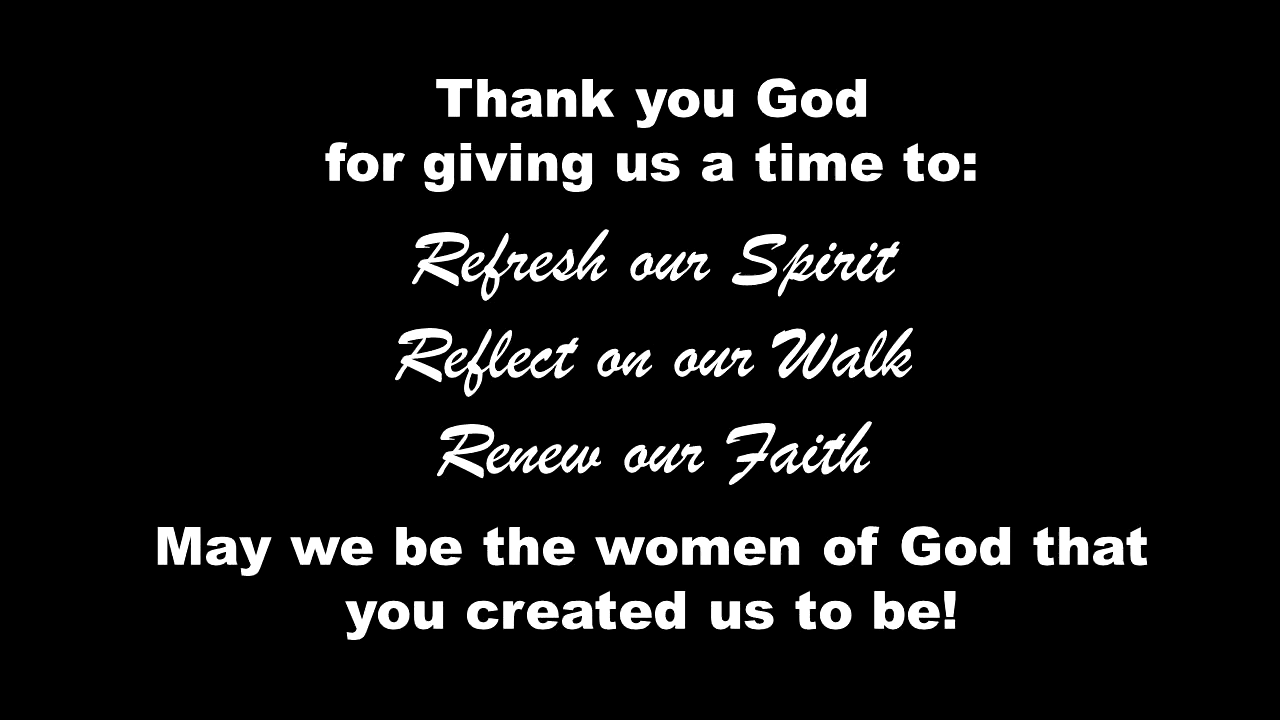 Thank you God
for giving us a time to:
Refresh our Spirit
Reflect on our Walk
Renew our Faith
May we be the women of God that
you created us to be!